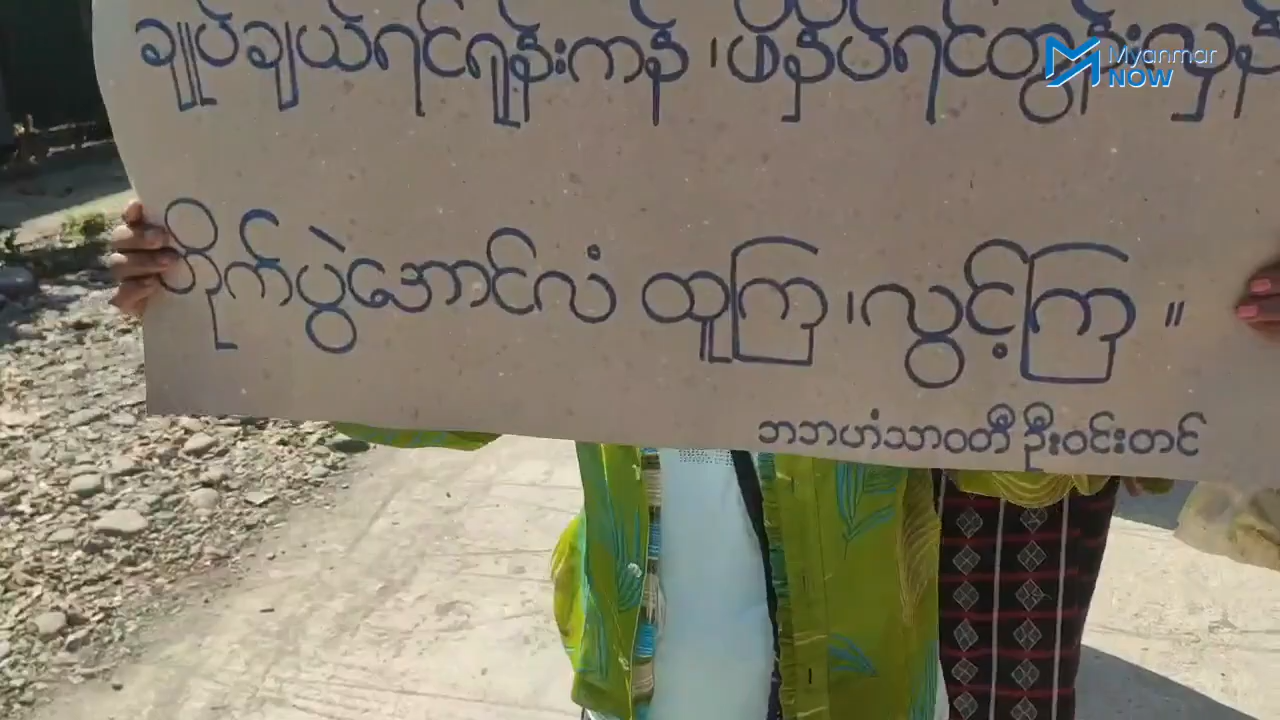 ချုပ်ချယ်ရင်ရုန်းကန် ၊ဖိနှိပ်ရင်တွန်းလှန်
Myanmar
NOW
တိုက်ပွဲအောင်လံ ထူကြ ၊လွှင့်ကြ ။
ဘဘဟံသာဝတီ ဦးဝင်းတင်